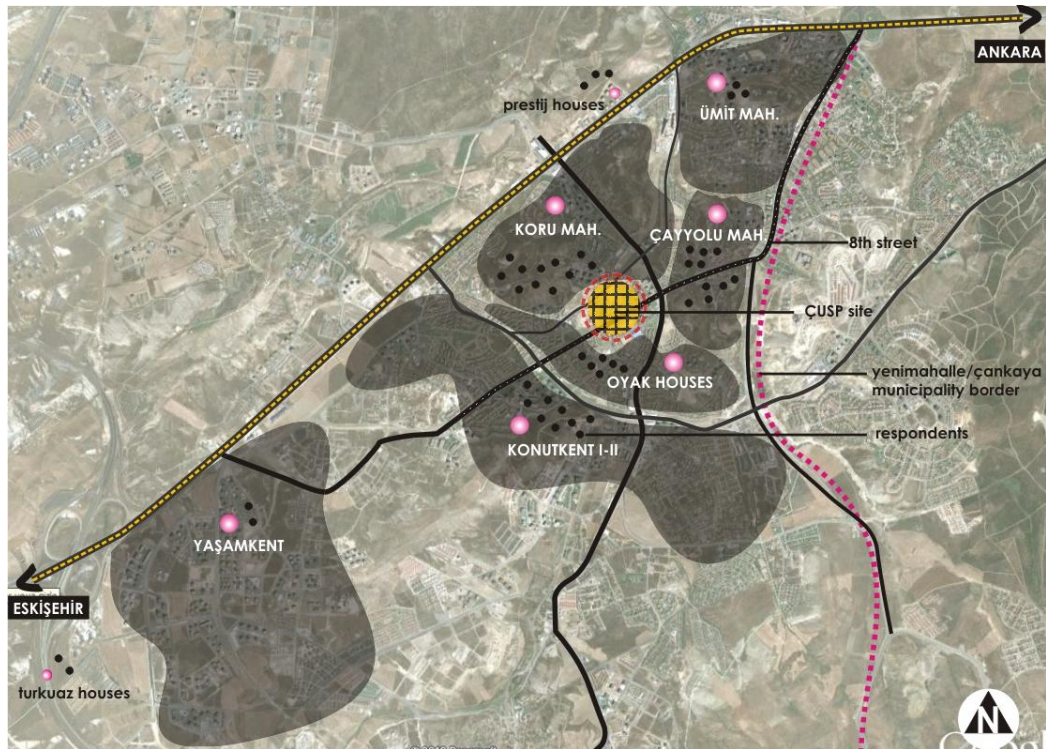 ANKARA
prestij houses
ÜMİT MAH.
KORU MAH.
ÇAYYOLU MAH.
8th street
ÇUSP site
OYAK HOUSES
yenimahalle/çankaya
municipality border
respondents
KONUTKENT I-II
YAŞAMKENT
ESKİŞEHİR
turkuaz houses
N